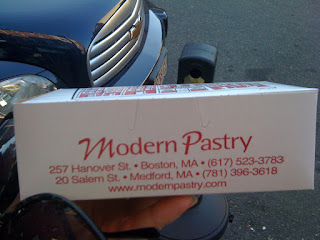 Modern Pastry
257 Hanover St. • Boston, MA • (617) 523-3783
20 Salem St. • Medford, MA • (781) 396-3618
www.modernpastry.com